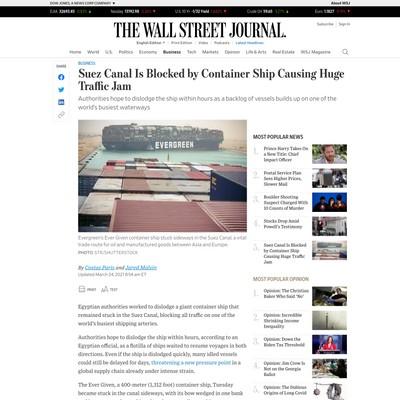 DOW JONES, A NEWS CORP COMPANY
About WSJ
DJIA 32693.41 0.83%
Nasdaq 13190.98
U.S. 10-Yr -5/32 Yield
Crude Oil 59.65
Euro 1.1827
Subscribe Sign In
THE WALL STREET JOURNAL.
English Edition Print Edition Video Podcasts Latest Headlines
Home World U.S. Politics Economy Business Tech Markets Opinion Life & Arts Real Estate WSJ. Magazine
SHARE
BUSINESS
Suez Canal Is Blocked by Container Ship Causing Huge
Traffic Jam
Authorities hope to dislodge the ship within hours as a backlog of vessels builds up on one of the
world's busiest waterways
EVERGREEN
Evergreen's Ever Given container ship stuck sideways in the Suez Canal, a vital
trade route for oil and manufactured goods between Asia and Europe.
PHOTO: STR/SHUTTERSTOCK
By Costas Paris and Jared Malsin
Updated March 24, 2021 8:54 am ET
PRINT TEXT
Egyptian authorities worked to dislodge a giant container ship that
remained stuck in the Suez Canal, blocking all traffic on one of the
world's busiest shipping arteries.
Authorities hope to dislodge the ship within hours, according to an
Egyptian official, as a flotilla of ships waited to resume voyages in both
directions. Even if the ship is dislodged quickly, many idled vessels
could still be delayed for days, threatening a new pressure point in a
global supply chain already under intense strain.
The Ever Given, a 400-meter (1,312 foot) container ship, Tuesday
became stuck in the canal sideways, with its bow wedged in one bank
MOST POPULAR NEWS
1. Prince Harry Takes On
a New Title: Chief
Impact Officer
2. Postal Service Plan
Sees Higher Prices,
Slower Mail
3. Boulder Shooting
Suspect Charged With
10 Counts of Murder
4. Stocks Drop Amid
Powell's Testimony
5. Suez Canal Is Blocked
by Container Ship
Causing Huge Traffic
Jam
MOST POPULAR OPINION
1. Opinion: The Christian
Baker Who Said 'No'
2. Opinion: Incredible
Shrinking Income
Inequality
3. Opinion: Down the
Biden Tax Threshold
4. Opinion: Jim Crow Is
Not on the Georgia
Ballot
5. Opinion: The Dubious
Origins of Long Covid